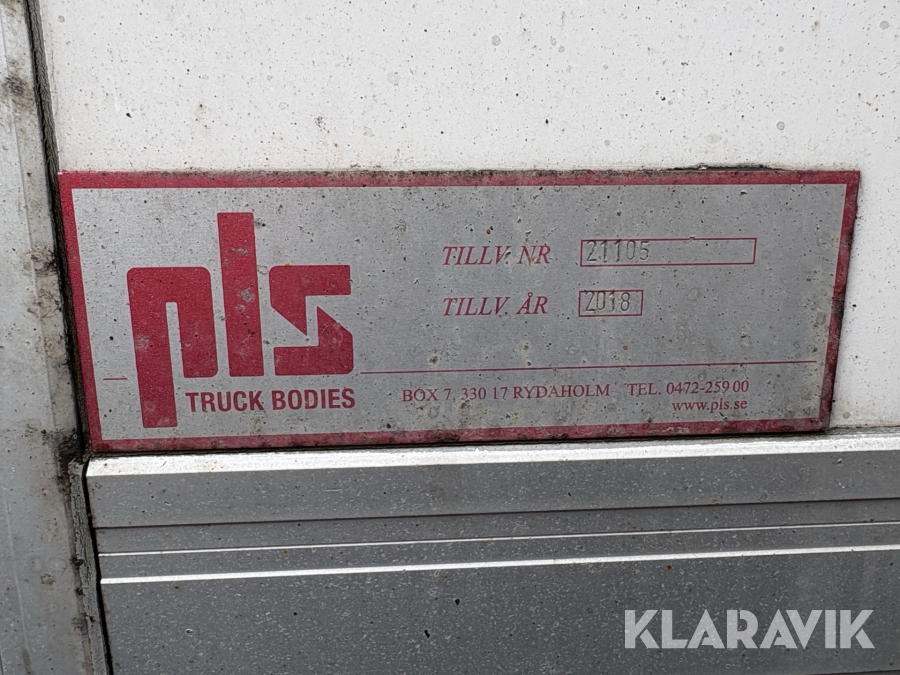 pls
TRUCK BODIES
TILLV. NR 21105
TILLV. ÅR 2018
BOX 7, 330 17 RYDAHOLM TEL. 0472-259 00
www.pls.se
KLARAVIK